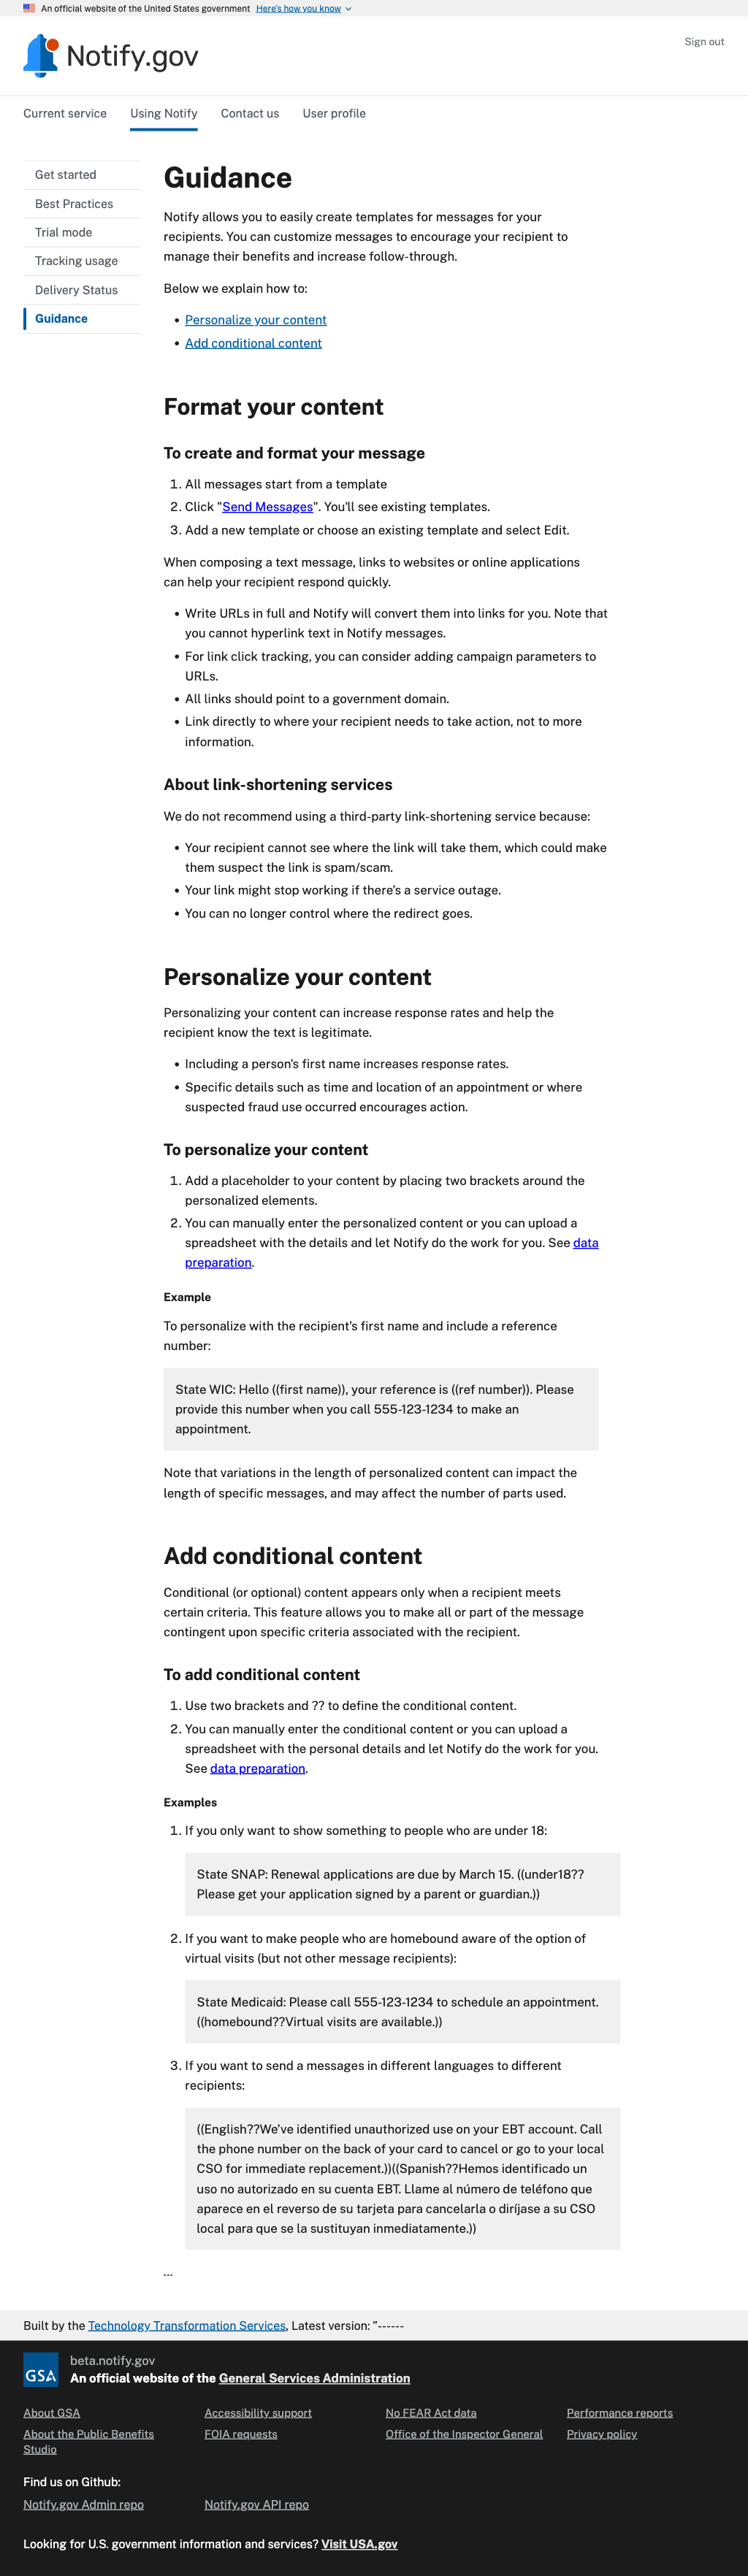 An official website of the United States government Here's how you know
Notify.gov
Sign out
Current service
Using Notify
Contact us
User profile
Get started
Best Practices
Trial mode
Tracking usage
Delivery Status
Guidance
Guidance
Notify allows you to easily create templates for messages for your
recipients. You can customize messages to encourage your recipient to
manage their benefits and increase follow-through.
Below we explain how to:
• Personalize your content
• Add conditional content
Format your content
To create and format your message
1. All messages start from a template
2. Click "Send Messages". You'll see existing templates.
3. Add a new template or choose an existing template and select Edit.
When composing a text message, links to websites or online applications
can help your recipient respond quickly.
• Write URLs in full and Notify will convert them into links for you. Note that
you cannot hyperlink text in Notify messages.
• For link click tracking, you can consider adding campaign parameters to
URLs.
• All links should point to a government domain.
• Link directly to where your recipient needs to take action, not to more
information.
About link-shortening services
We do not recommend using a third-party link-shortening service because:
• Your recipient cannot see where the link will take them, which could make
them suspect the link is spam/scam.
• Your link might stop working if there's a service outage.
• You can no longer control where the redirect goes.
Personalize your content
Personalizing your content can increase response rates and help the
recipient know the text is legitimate.
• Including a person's first name increases response rates.
• Specific details such as time and location of an appointment or where
suspected fraud use occurred encourages action.
To personalize your content
1. Add a placeholder to your content by placing two brackets around the
personalized elements.
2. You can manually enter the personalized content or you can upload a
spreadsheet with the details and let Notify do the work for you. See data
preparation.
Example
To personalize with the recipient's first name and include a reference
number:
State WIC: Hello ((first name)), your reference is ((ref number)). Please
provide this number when you call 555-123-1234 to make an
appointment.
Note that variations in the length of personalized content can impact the
length of specific messages, and may affect the number of parts used.
Add conditional content
Conditional (or optional) content appears only when a recipient meets
certain criteria. This feature allows you to make all or part of the message
contingent upon specific criteria associated with the recipient.
To add conditional content
1. Use two brackets and ?? to define the conditional content.
2. You can manually enter the conditional content or you can upload a
spreadsheet with the personal details and let Notify do the work for you.
See data preparation.
Examples
1. If you only want to show something to people who are under 18:
State SNAP: Renewal applications are due by March 15. ((under18??
Please get your application signed by a parent or guardian.))
2. If you want to make people who are homebound aware of the option of
virtual visits (but not other message recipients):
State Medicaid: Please call 555-123-1234 to schedule an appointment.
((homebound??Virtual visits are available.))
3. If you want to send a messages in different languages to different
recipients:
((English??We've identified unauthorized use on your EBT account. Call
the phone number on the back of your card to cancel or go to your local
CSO for immediate replacement.))((Spanish??Hemos identificado un
uso no autorizado en su cuenta EBT. Llame al número de teléfono que
aparece en el reverso de su tarjeta para cancelarla o diríjase a su CSO
local para que se la sustituyan inmediatamente.))
...
Built by the Technology Transformation Services, Latest version: "------
GSA
beta.notify.gov
An official website of the General Services Administration
About GSA
Accessibility support
No FEAR Act data
Performance reports
About the Public Benefits
Studio
FOIA requests
Office of the Inspector General
Privacy policy
Find us on Github:
Notify.gov Admin repo
Notify.gov API repo
Looking for U.S. government information and services? Visit USA.gov